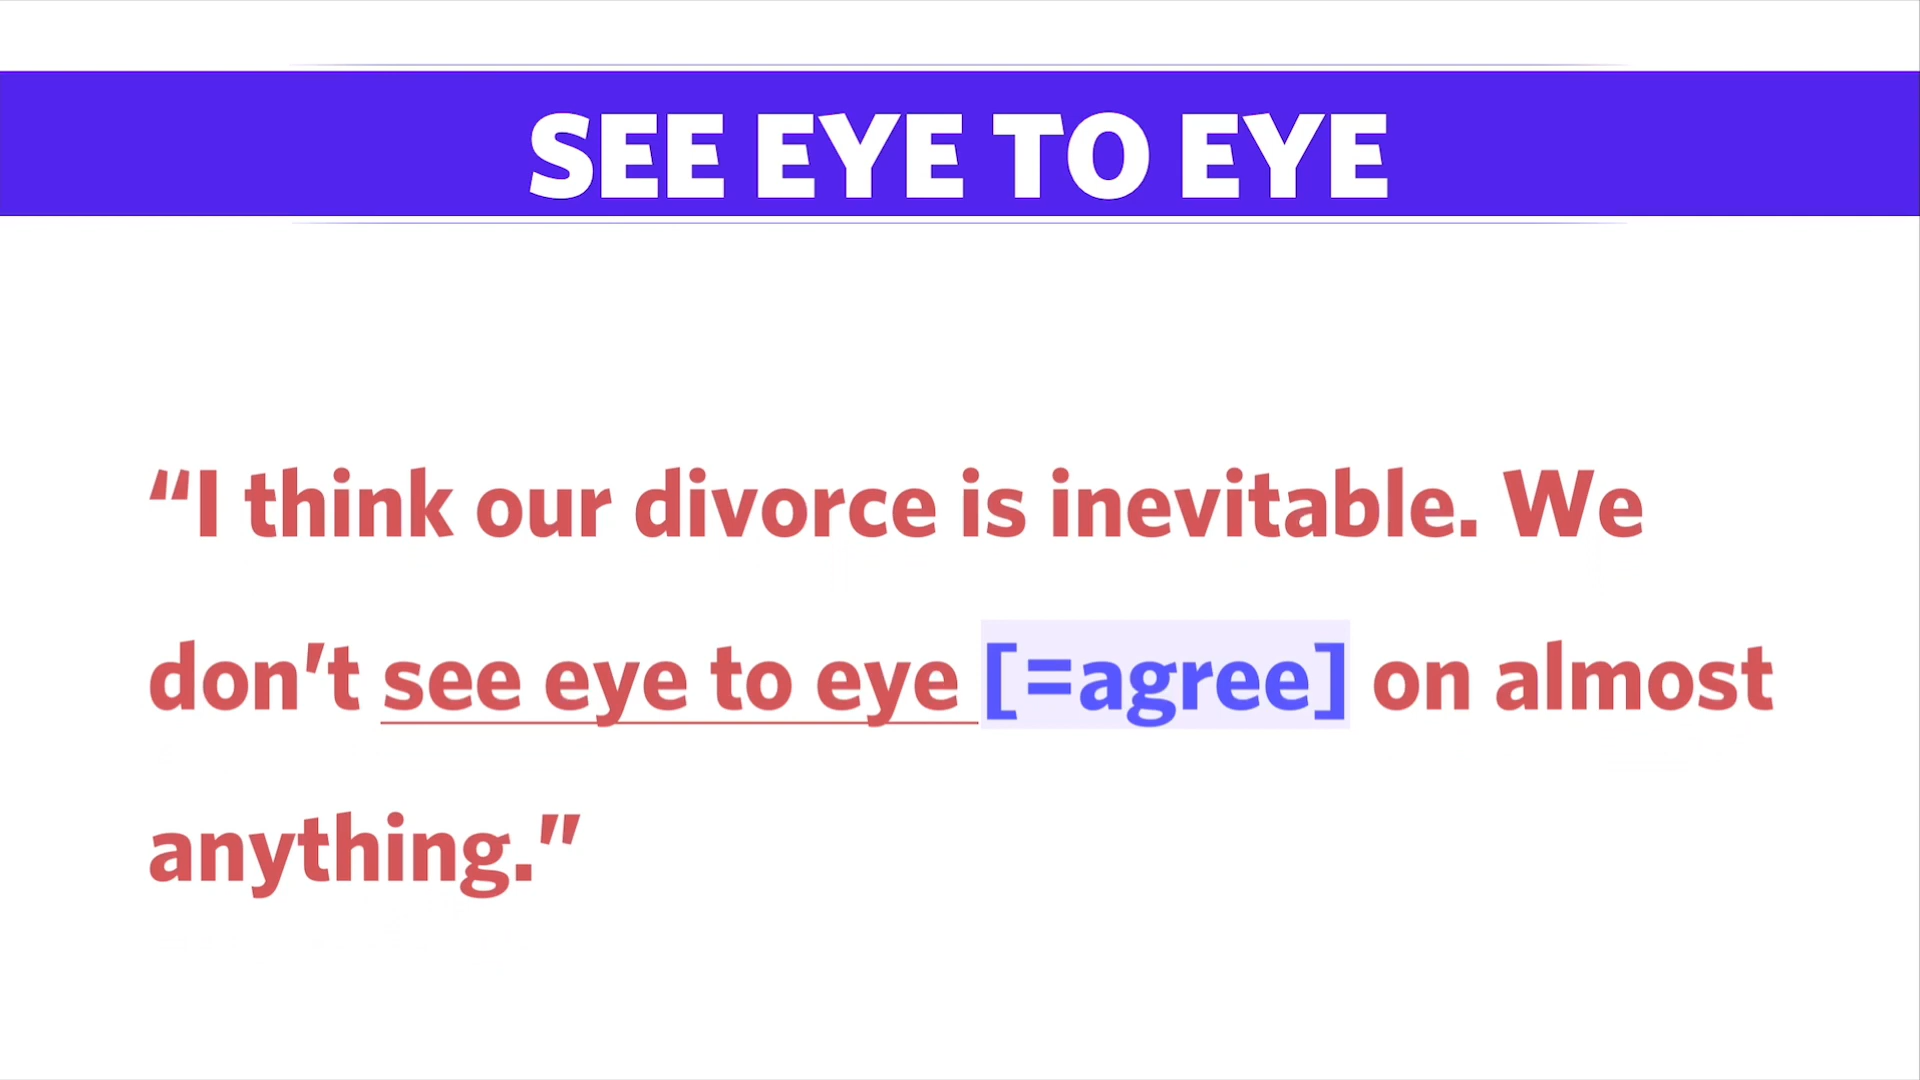 SEE EYE TO EYE
“I think our divorce is inevitable. We
don’t see eye to eye [=agree] on almost
anything.”